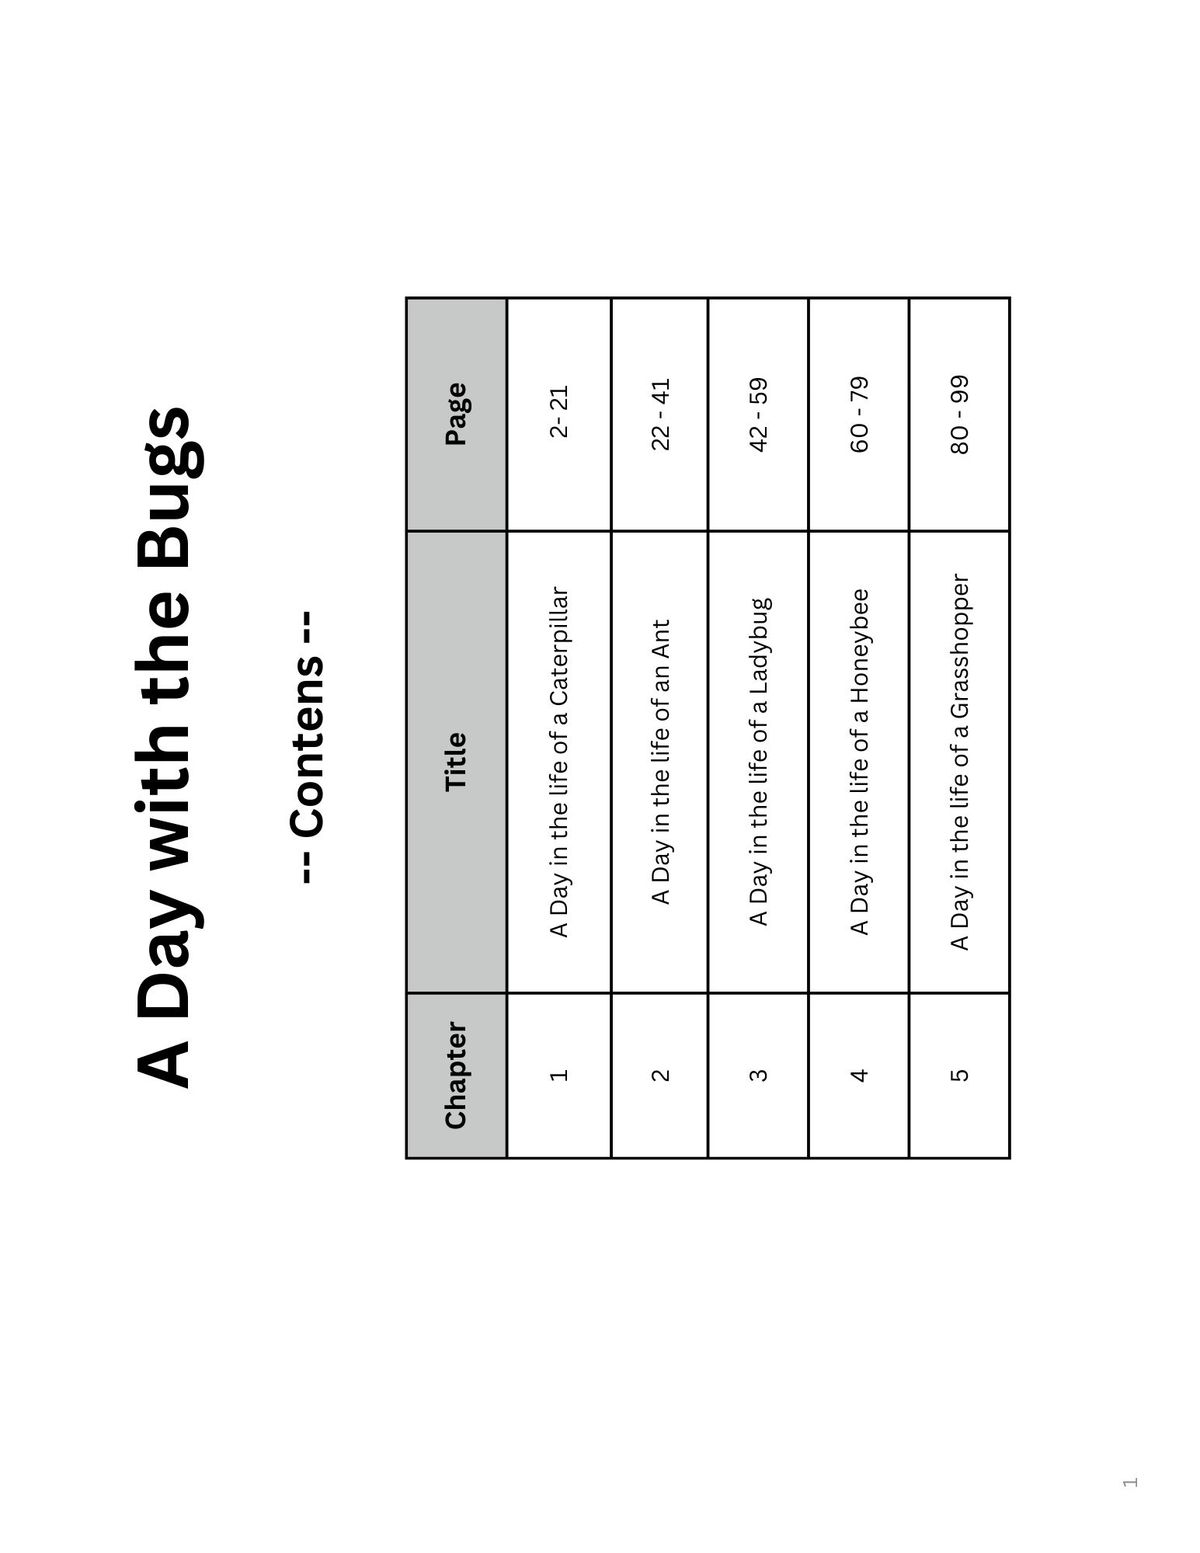 A Day with the Bugs
-- Contens --
Chapter Title Page
1 A Day in the life of a Caterpillar 2- 21
2 A Day in the life of an Ant 22 - 41
3 A Day in the life of a Ladybug 42 - 59
4 A Day in the life of a Honeybee 60 - 79
5 A Day in the life of a Grasshopper 80 - 99
1